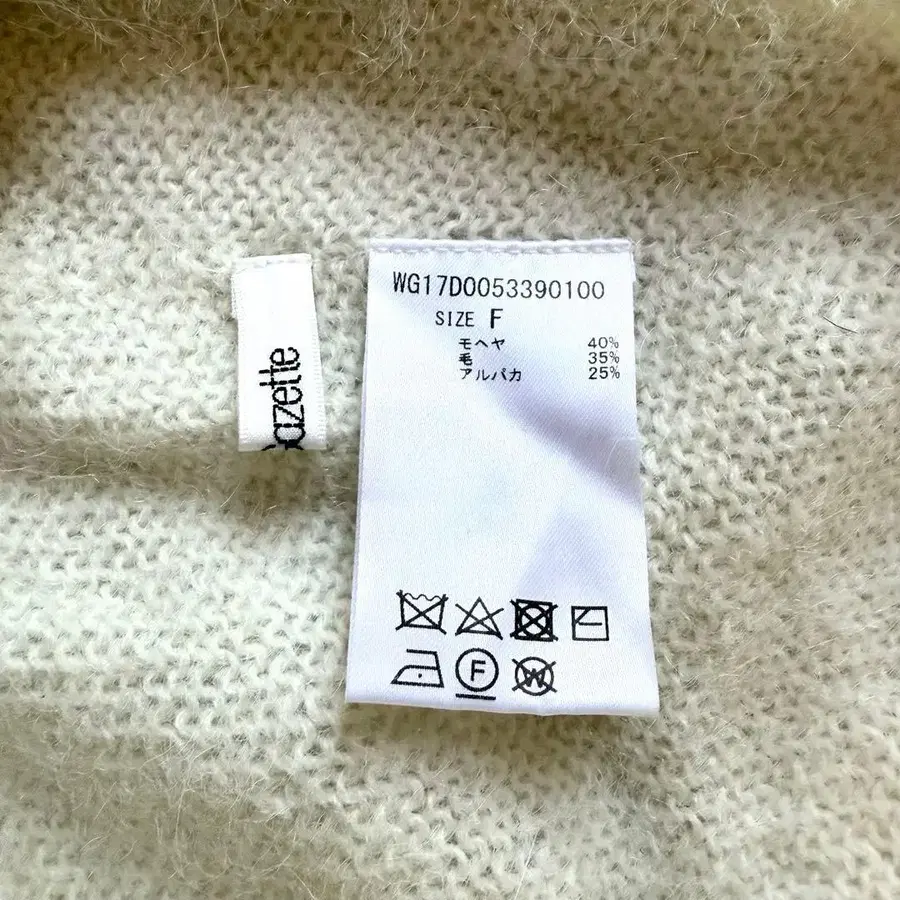 azette
WG17D0053390100
SIZE F
モヘヤ 40%
毛 35%
アルパカ 25%
F
W